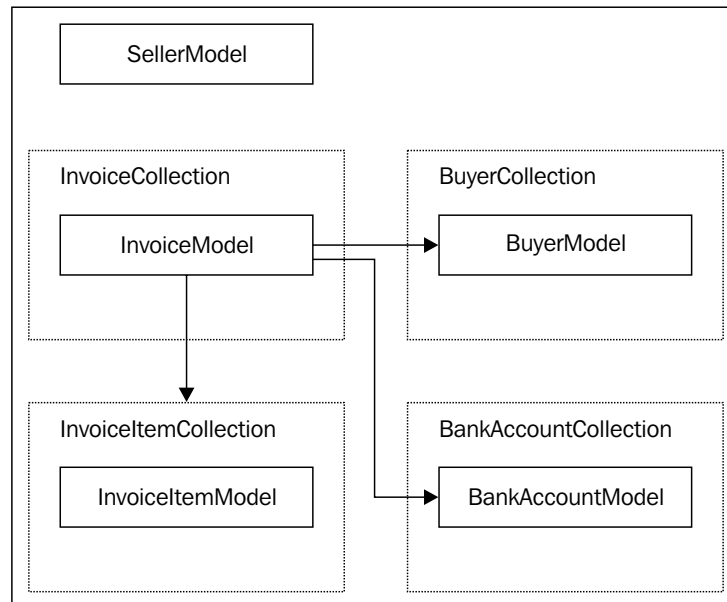 SellerModel
InvoiceCollection
BuyerCollection
InvoiceModel
BuyerModel
InvoiceItemCollection
BankAccountCollection
InvoiceItemModel
BankAccountModel